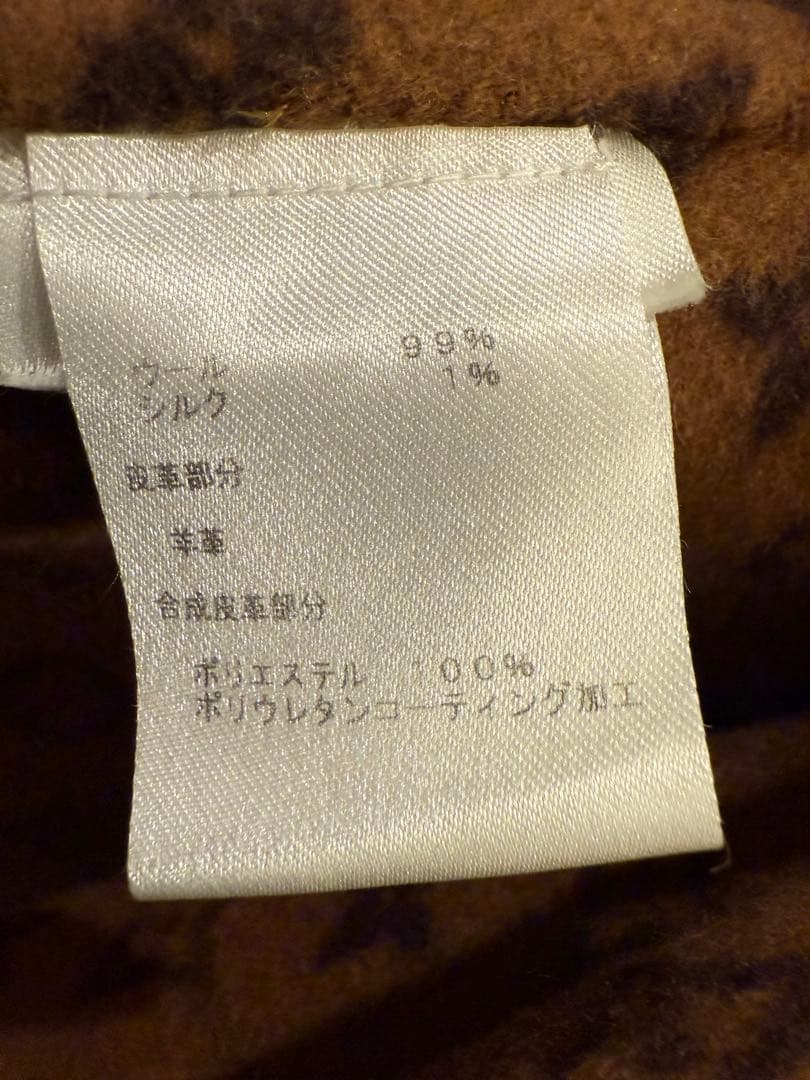 ウール 99%
シルク 1%
皮革部分
羊革
合成皮革部分
ポリエステル 100%
ポリウレタンコーティング加工